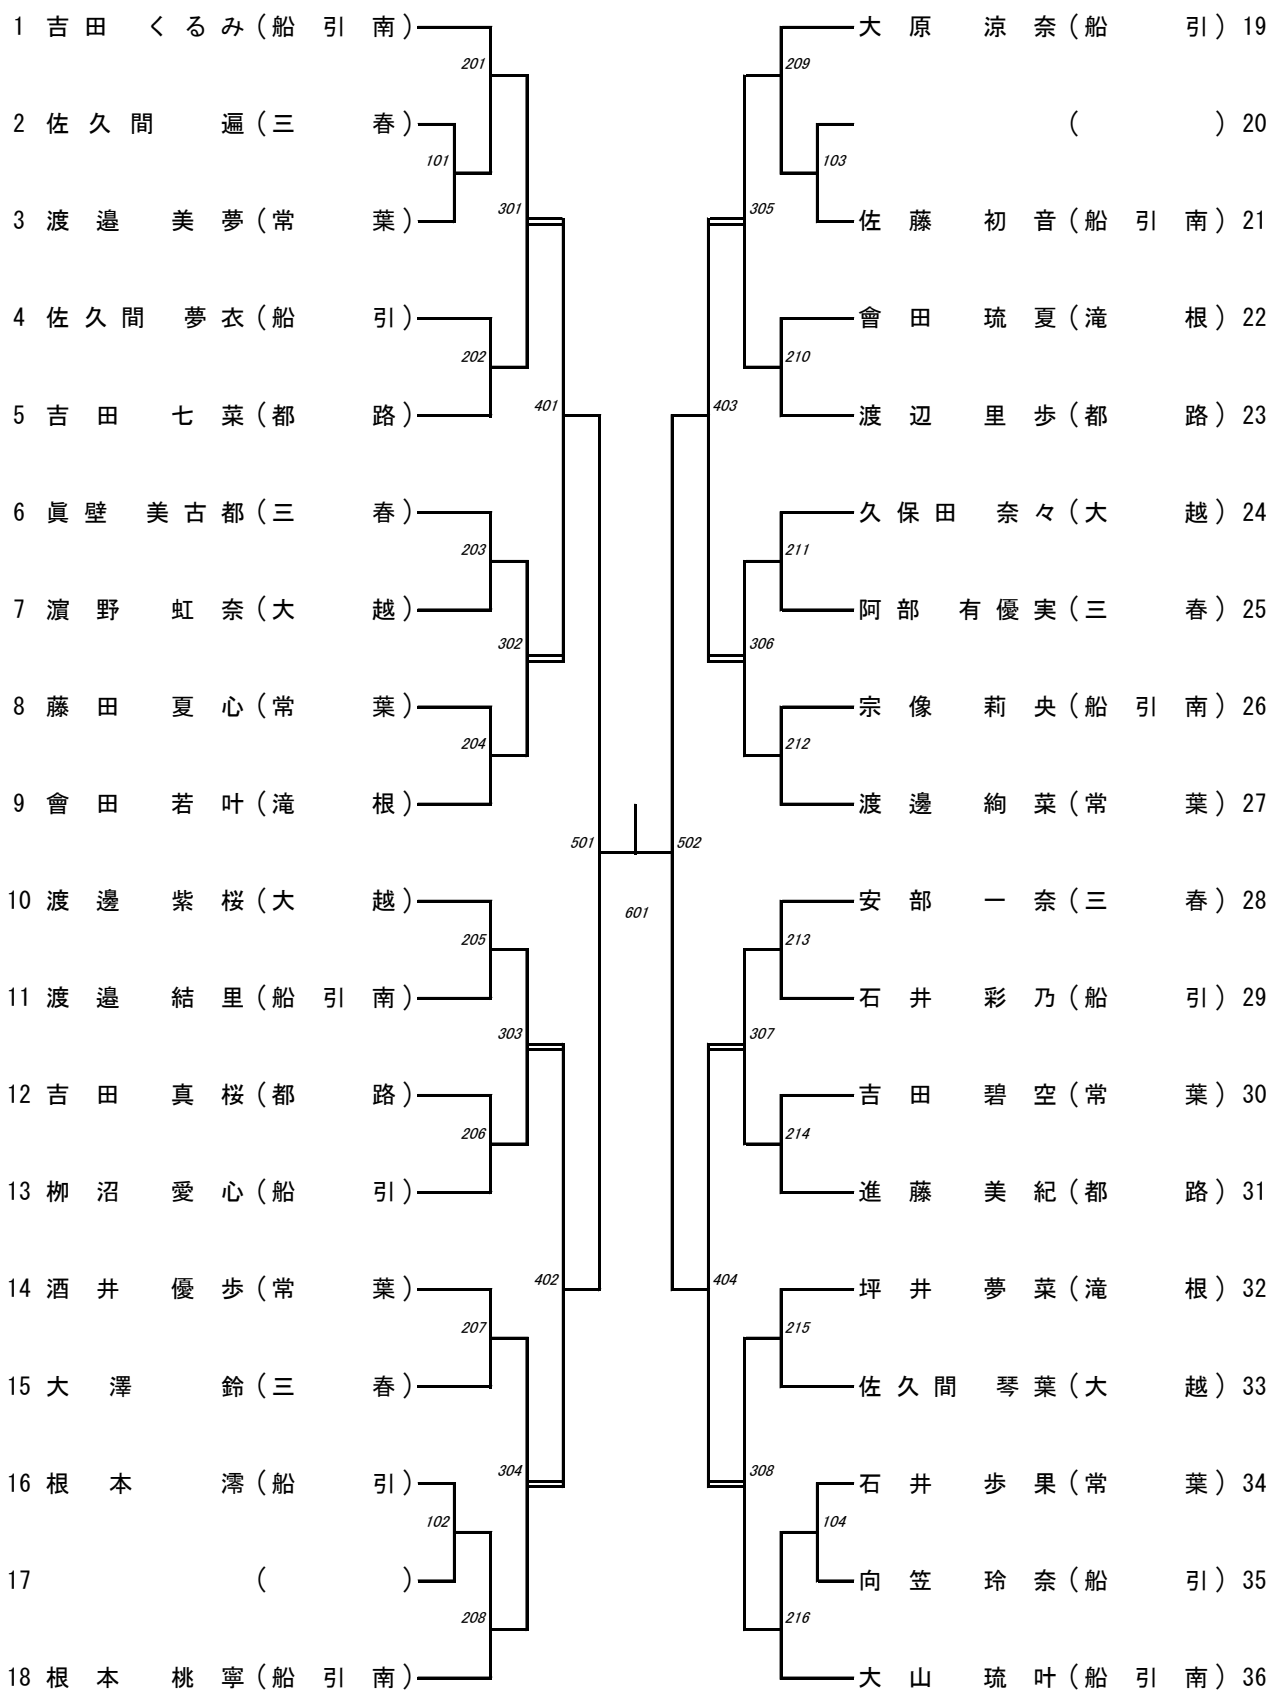 1 吉田 くるみ(船引南)
201
2 佐久間 遍(三春)
101
3 渡邉 美夢(常葉)
301
4 佐久間 夢衣(船引)
202
5 吉田 七菜(都路)
401
6 眞壁 美古都(三春)
203
7 濵野 虹奈(大越)
302
8 藤田 夏心(常葉)
204
9 會田 若叶(滝根)
501
10 渡邊 紫桜(大越)
205
11 渡邉 結里(船引南)
303
12 吉田 真桜(都路)
206
13 栁沼 愛心(船引)
402
14 酒井 優歩(常葉)
207
15 大澤 鈴(三春)
304
16 根本 澪(船引)
102
17 ( )
208
18 根本 桃寧(船引南)
601
大原 涼奈(船引) 19
209
( ) 20
103
佐藤 初音(船引南) 21
305
會田 琉夏(滝根) 22
210
渡辺 里歩(都路) 23
403
久保田 奈々(大越) 24
211
阿部 有優実(三春) 25
306
宗像 莉央(船引南) 26
212
渡邊 絢菜(常葉) 27
502
安部 一奈(三春) 28
213
石井 彩乃(船引) 29
307
吉田 碧空(常葉) 30
214
進藤 美紀(都路) 31
404
坪井 夢菜(滝根) 32
215
佐久間 琴葉(大越) 33
308
石井 歩果(常葉) 34
104
向笠 玲奈(船引) 35
216
大山 琉叶(船引南) 36